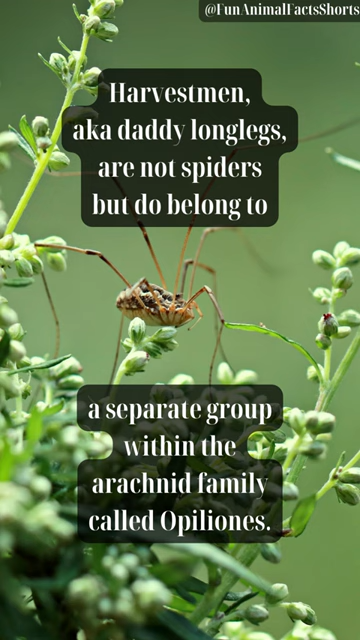 @FunAnimalFactsShorts
Harvestmen,
aka daddy longlegs,
are not spiders
but do belong to
a separate group
within the
arachnid family
called Opiliones.